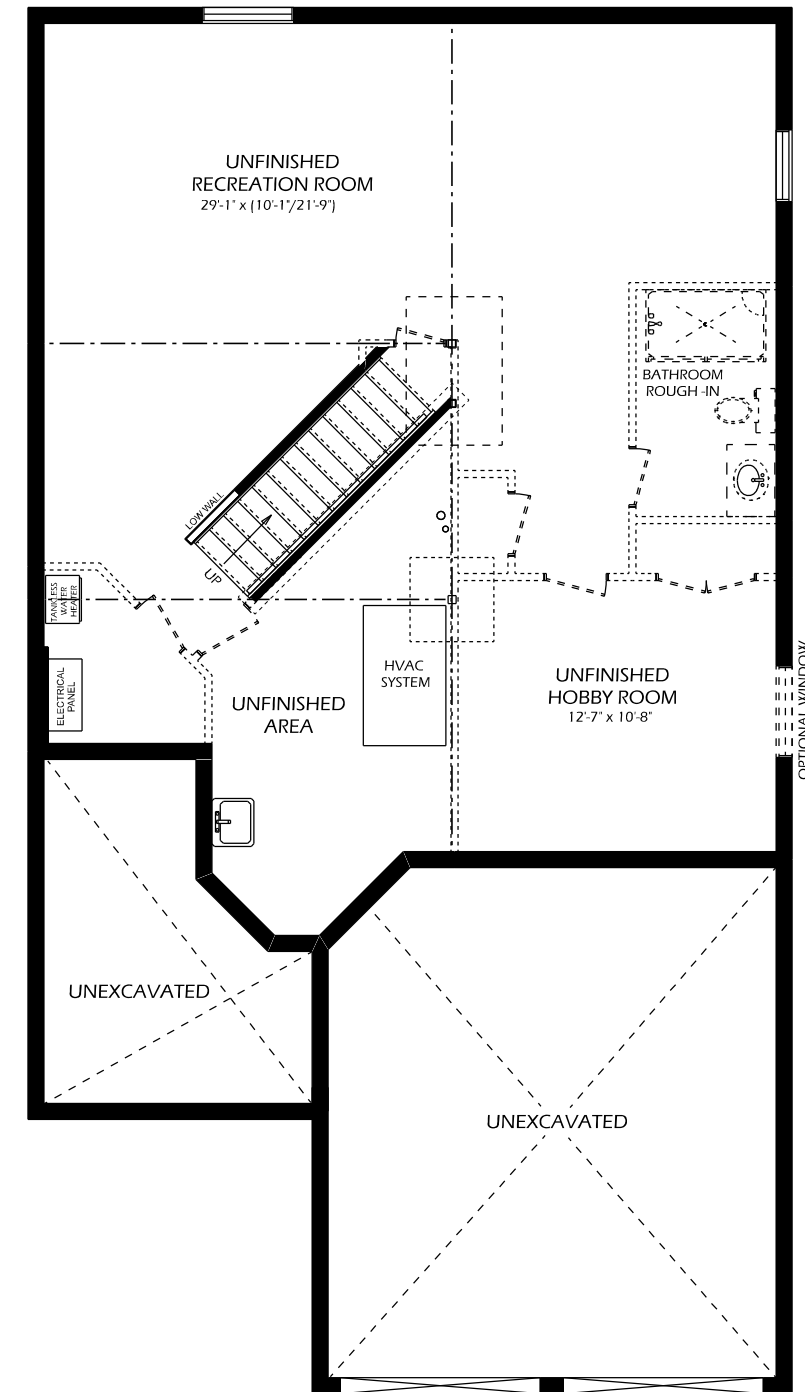 UNFINISHED
RECREATION ROOM
29'-1" x (10'-1"/21'-9")
BATHROOM
ROUGH -IN
LOW WALL
UP
TANKLESS
WATER
HEATER
ELECTRICAL
PANEL
HVAC
SYSTEM
UNFINISHED
AREA
UNFINISHED
HOBBY ROOM
12'-7" x 10'-8"
OPTIONAL WINDOW
UNEXCAVATED
UNEXCAVATED